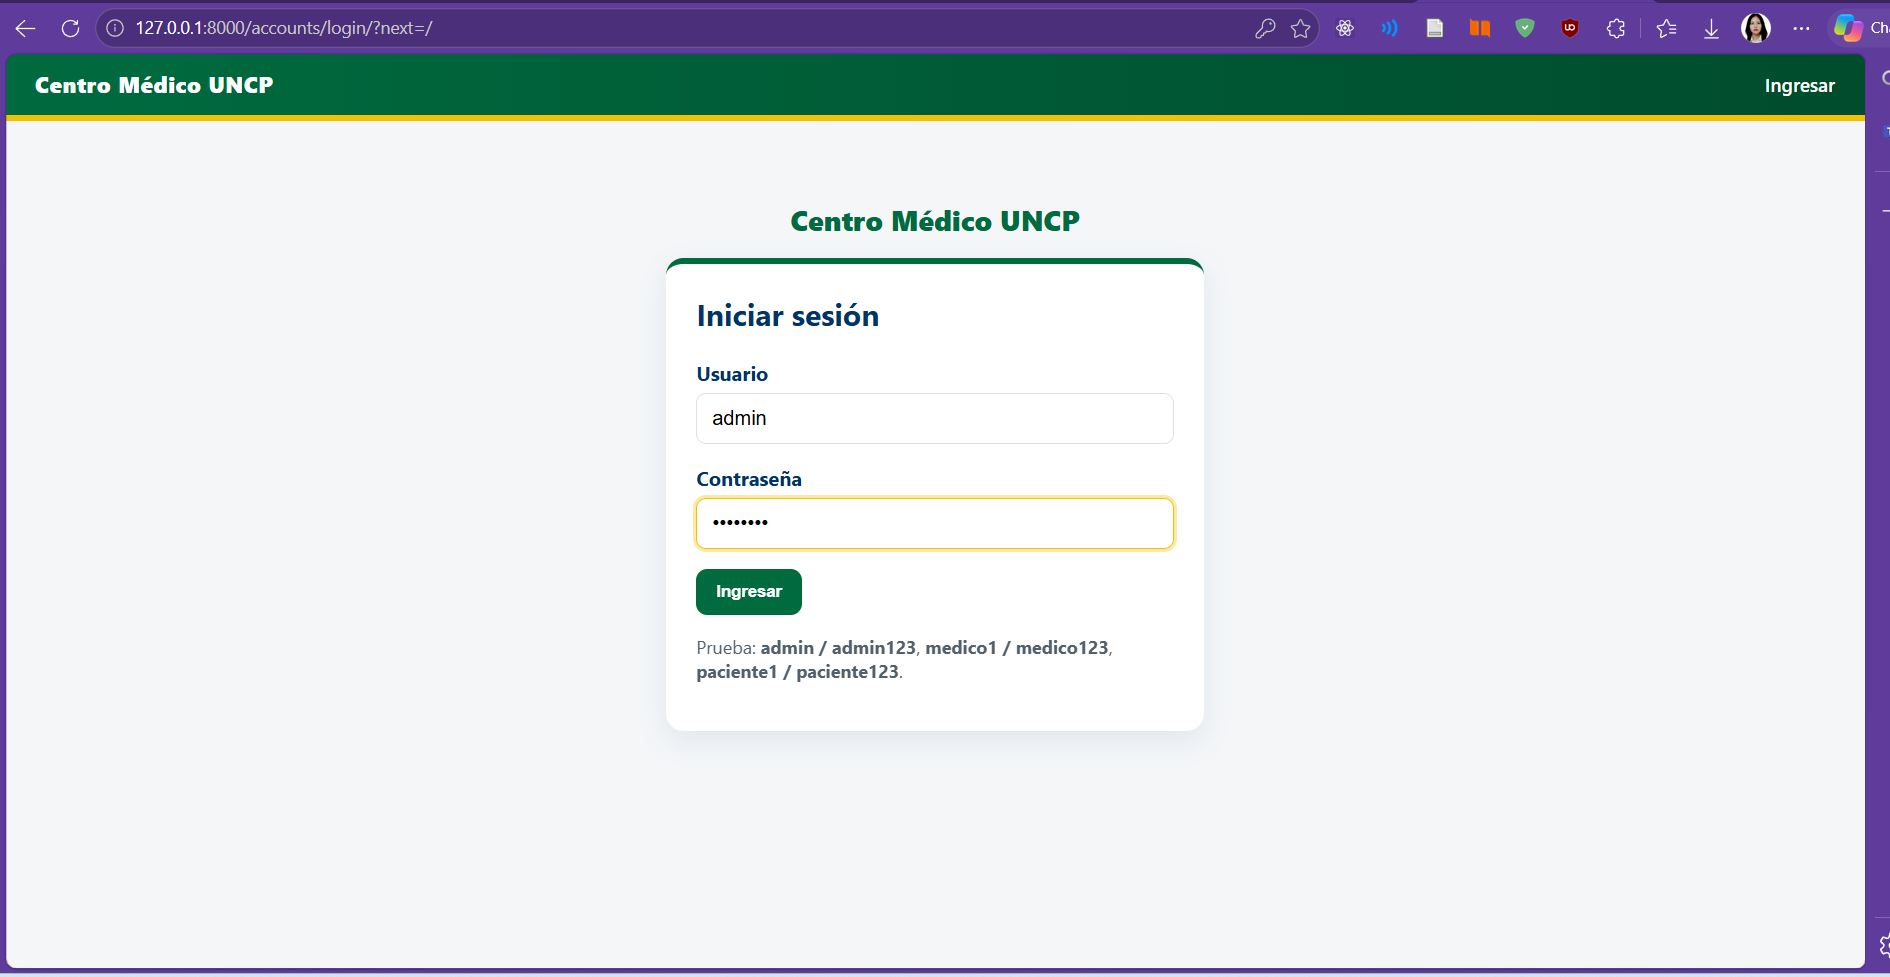 127.0.0.1:8000/accounts/login/?next=/
Centro Médico UNCP
Ingresar
Centro Médico UNCP
Iniciar sesión
Usuario
admin
Contraseña
••••••••
Ingresar
Prueba: admin / admin123, medico1 / medico123,
paciente1 / paciente123.